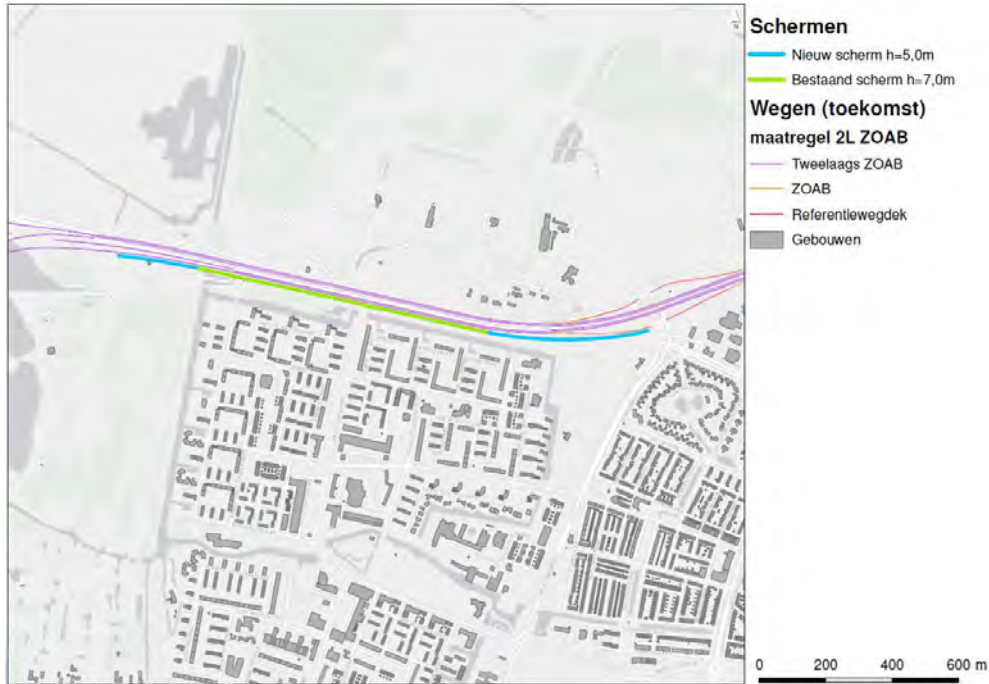 Schermen
Nieuw scherm h=5,0m
Bestaand scherm h=7,0m
Wegen (toekomst)
maatregel 2L ZOAB
Tweelaags ZOAB
ZOAB
Referentiewegdek
Gebouwen
0 200 400 600 m